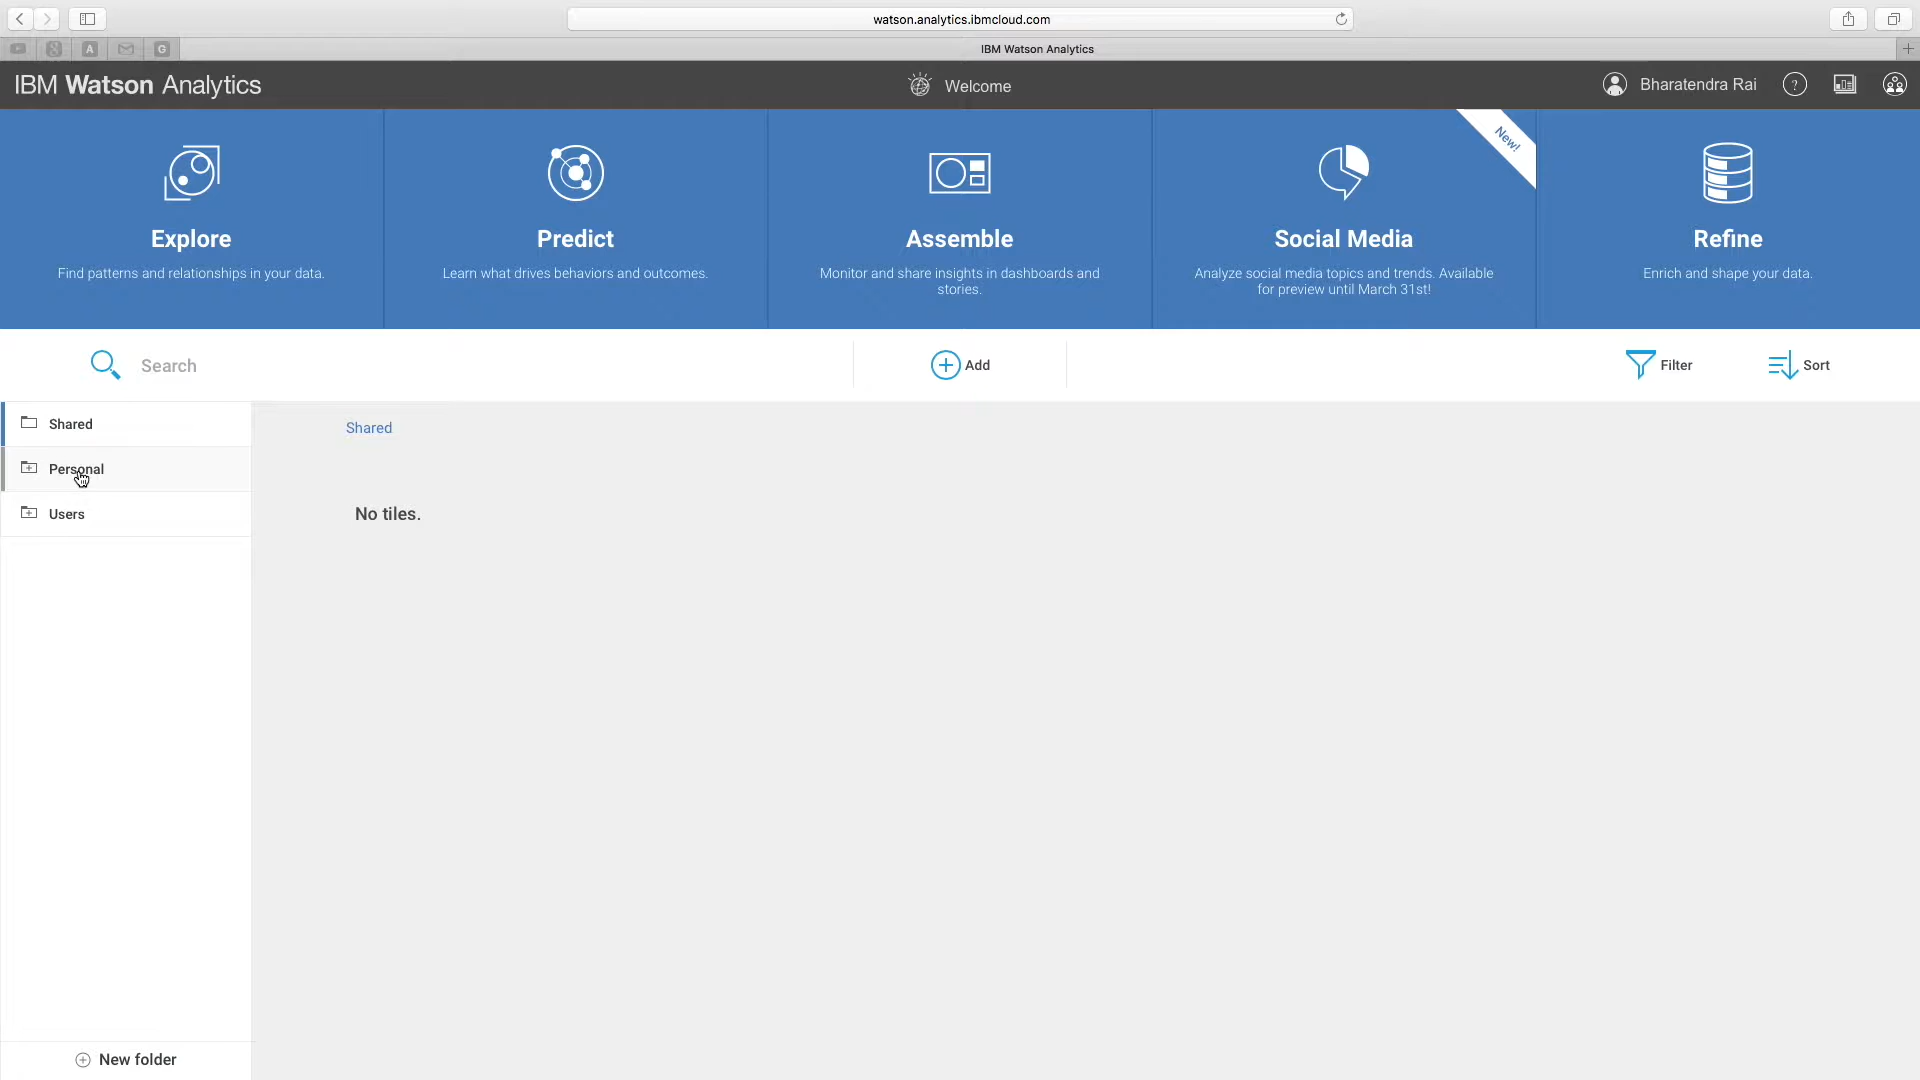 watson.analytics.ibmcloud.com
A
G
IBM Watson Analytics
IBM Watson Analytics
Welcome
Bharatendra Rai
?
New!
Explore
Find patterns and relationships in your data.
Predict
Learn what drives behaviors and outcomes.
Assemble
Monitor and share insights in dashboards and
stories.
Social Media
Analyze social media topics and trends. Available
for preview until March 31st!
Refine
Enrich and shape your data.
Search
Add
Filter
Sort
Shared
Personal
Users
Shared
No tiles.
New folder